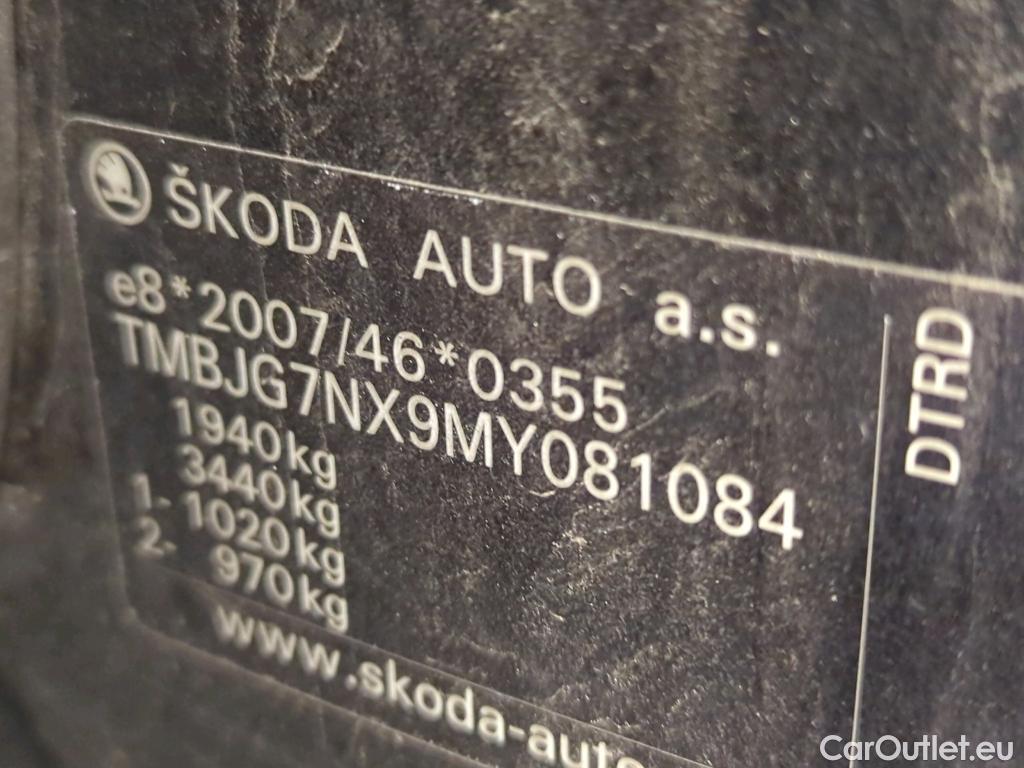 ŠKODA AUTO a.s.
e8*2007/46*0355
TMBJG7NX9MY081084
1940kg
3440kg
1- 1020kg
2- 970kg
www.skoda-auto
DTRD
CarOutlet.eu